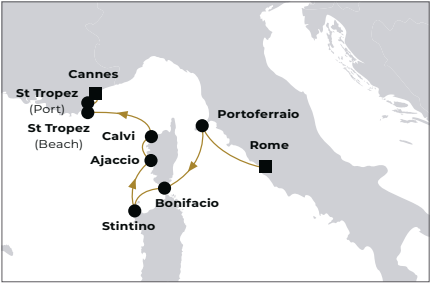 Cannes
St Tropez
(Port)
St Tropez
(Beach)
Portoferraio
Calvi
Rome
Ajaccio
Bonifacio
Stintino